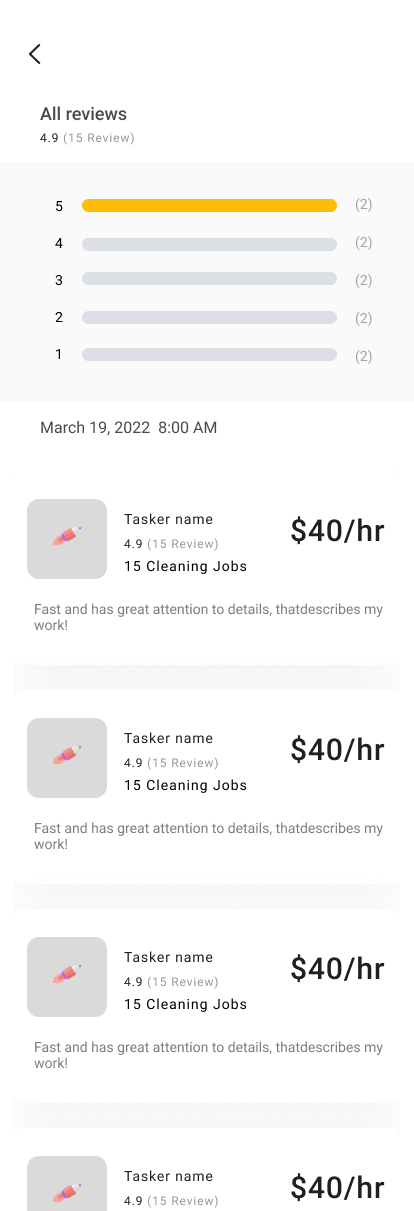 All reviews
4.9 (15 Review)
5 (2)
4 (2)
3 (2)
2 (2)
1 (2)
March 19, 2022  8:00 AM
Tasker name
$40/hr
4.9 (15 Review)
15 Cleaning Jobs
Fast and has great attention to details, thatdescribes my
work!
Tasker name
$40/hr
4.9 (15 Review)
15 Cleaning Jobs
Fast and has great attention to details, thatdescribes my
work!
Tasker name
$40/hr
4.9 (15 Review)
15 Cleaning Jobs
Fast and has great attention to details, thatdescribes my
work!
Tasker name
$40/hr
4.9 (15 Review)